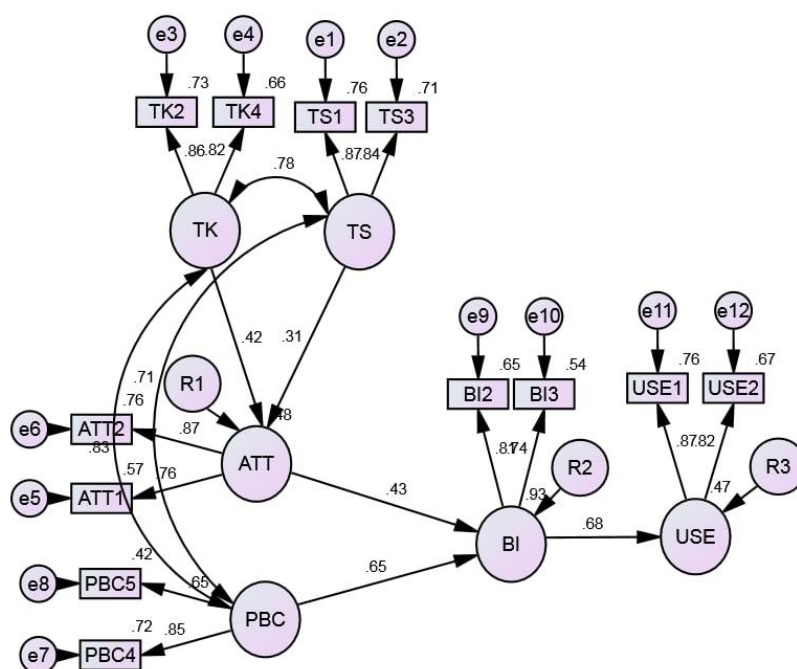 e3
e4
e1
e2
.73
.66
.76
.71
TK2
TK4
TS1
TS3
.86
.82
.87
.84
.78
TK
TS
.42
.31
e9
e10
e11
e12
.65
.54
.76
.67
BI2
BI3
USE1
USE2
.71
.76
R1
.48
e6
ATT2
.87
.83
ATT
.81
.74
.87
.82
R2
R3
.57
.76
e5
ATT1
.43
.93
.47
BI
.68
USE
.42
.65
.65
e8
PBC5
PBC
.72
.85
e7
PBC4